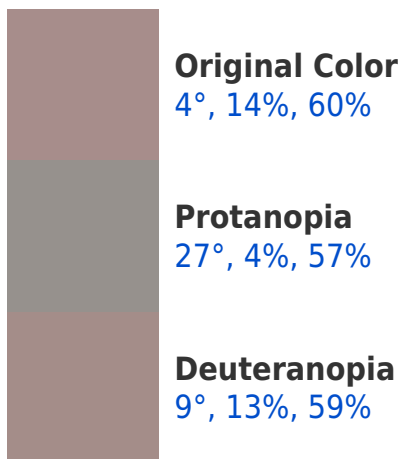 Original Color
4°, 14%, 60%
Protanopia
27°, 4%, 57%
Deuteranopia
9°, 13%, 59%